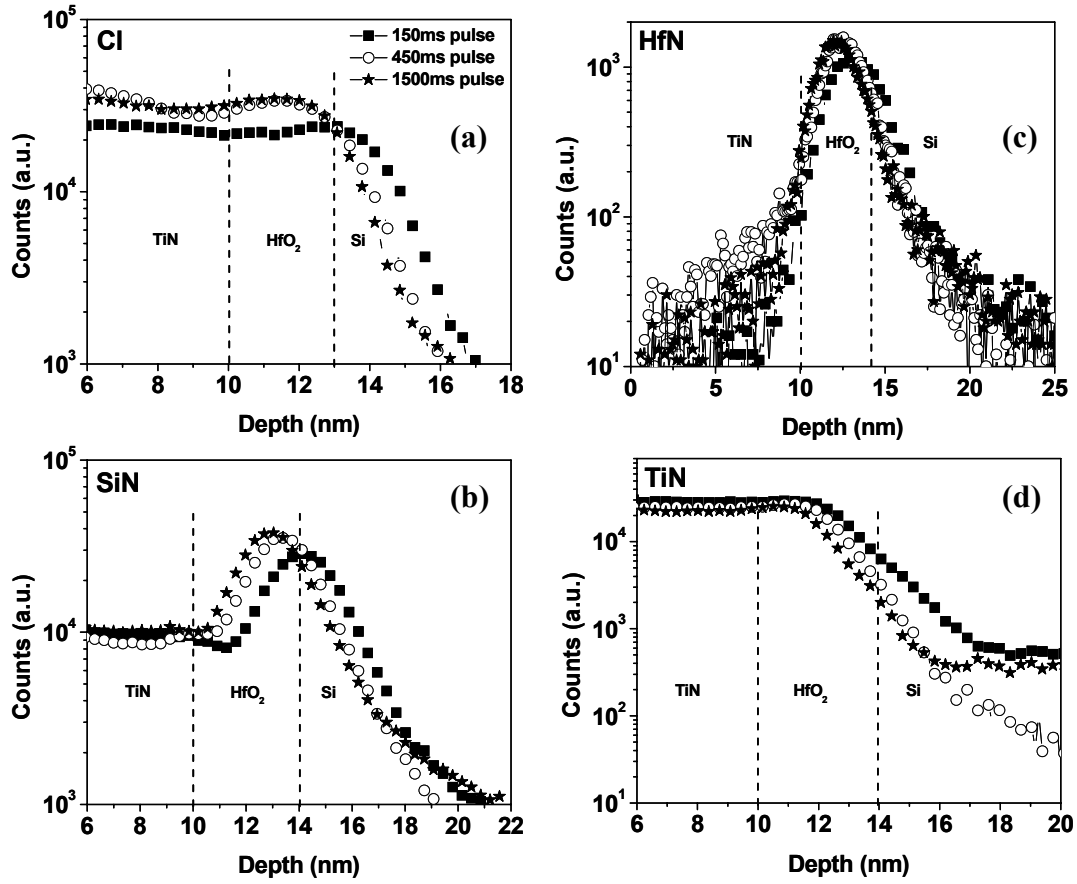 Cl
(a)
150ms pulse
450ms pulse
1500ms pulse
TiN
HfO₂
Si
10⁵
10⁴
10³
Counts (a.u.)
6 8 10 12 14 16 18
Depth (nm)
HfN
(c)
TiN
HfO₂
Si
10³
10²
10¹
Counts (a.u.)
0 5 10 15 20 25
Depth (nm)
SiN
(b)
TiN
HfO₂
Si
10⁵
10⁴
10³
Counts (a.u.)
6 8 10 12 14 16 18 20 22
Depth (nm)
TiN
(d)
TiN
HfO₂
Si
10⁴
10³
10²
10¹
Counts (a.u.)
6 8 10 12 14 16 18 20
Depth (nm)